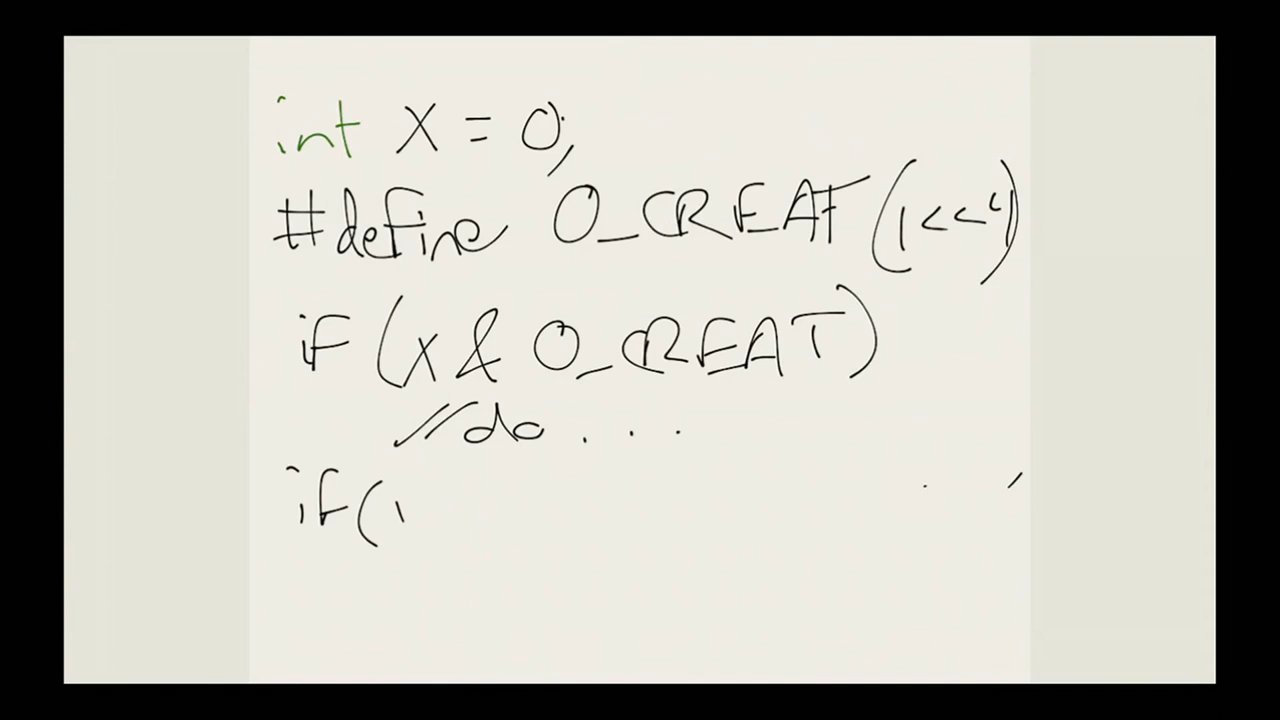 int X = 0;
#define O_CREAT (1<<4)
if (x & O_CREAT)
//do ...
if(